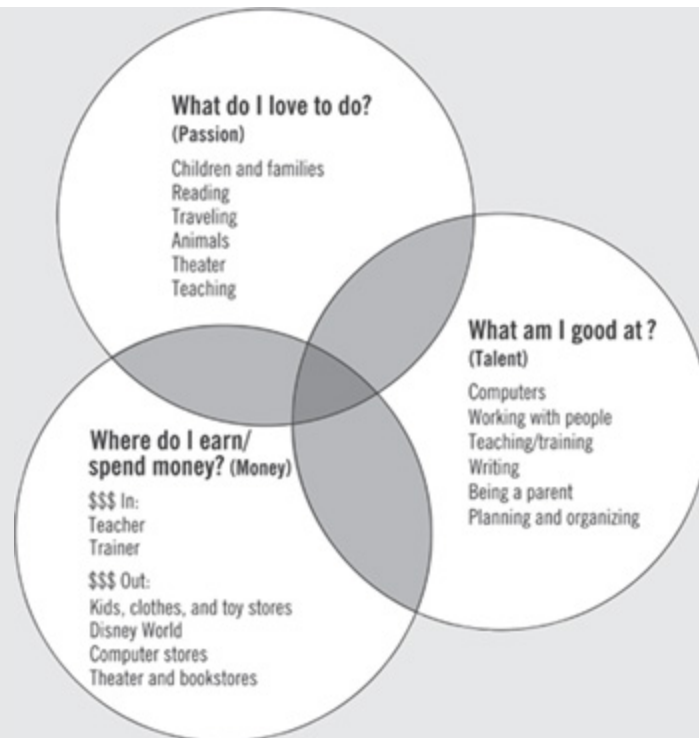 What do I love to do?
(Passion)
Children and families
Reading
Traveling
Animals
Theater
Teaching
What am I good at ?
(Talent)
Computers
Working with people
Teaching/training
Writing
Being a parent
Planning and organizing
Where do I earn/
spend money? (Money)
$$$ In:
Teacher
Trainer
$$$ Out:
Kids, clothes, and toy stores
Disney World
Computer stores
Theater and bookstores